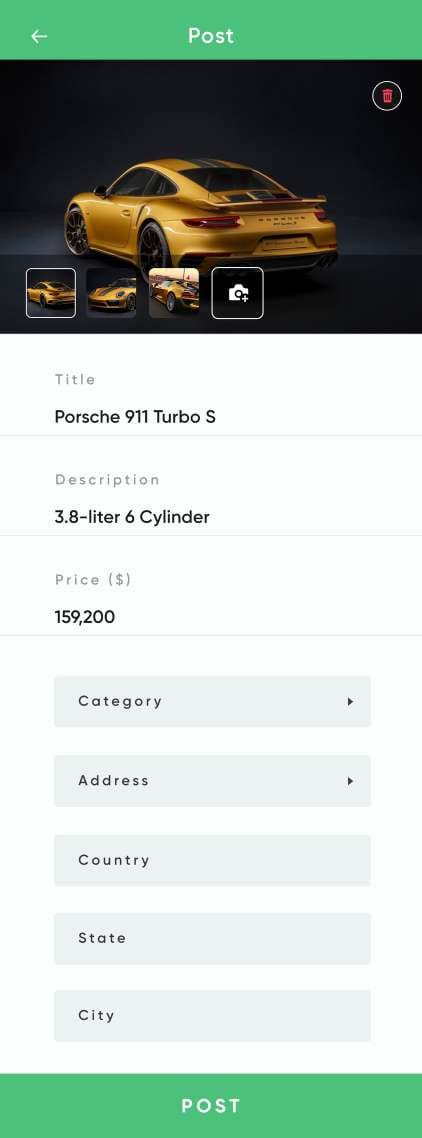 Post
PORSCHE
Title
Porsche 911 Turbo S
Description
3.8-liter 6 Cylinder
Price ($)
159,200
Category
Address
Country
State
City
POST